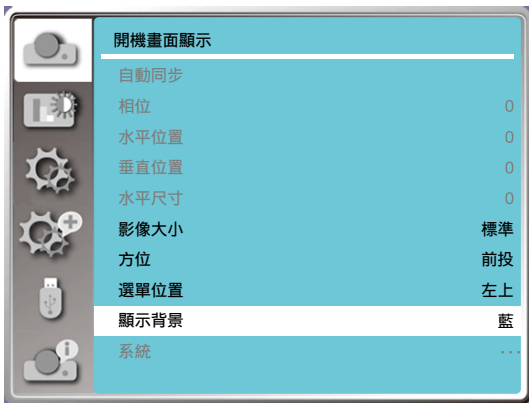 開機畫面顯示
自動同步
相位 0
水平位置 0
垂直位置 0
水平尺寸 0
影像大小 標準
方位 前投
選單位置 左上
顯示背景 藍
系統 ...